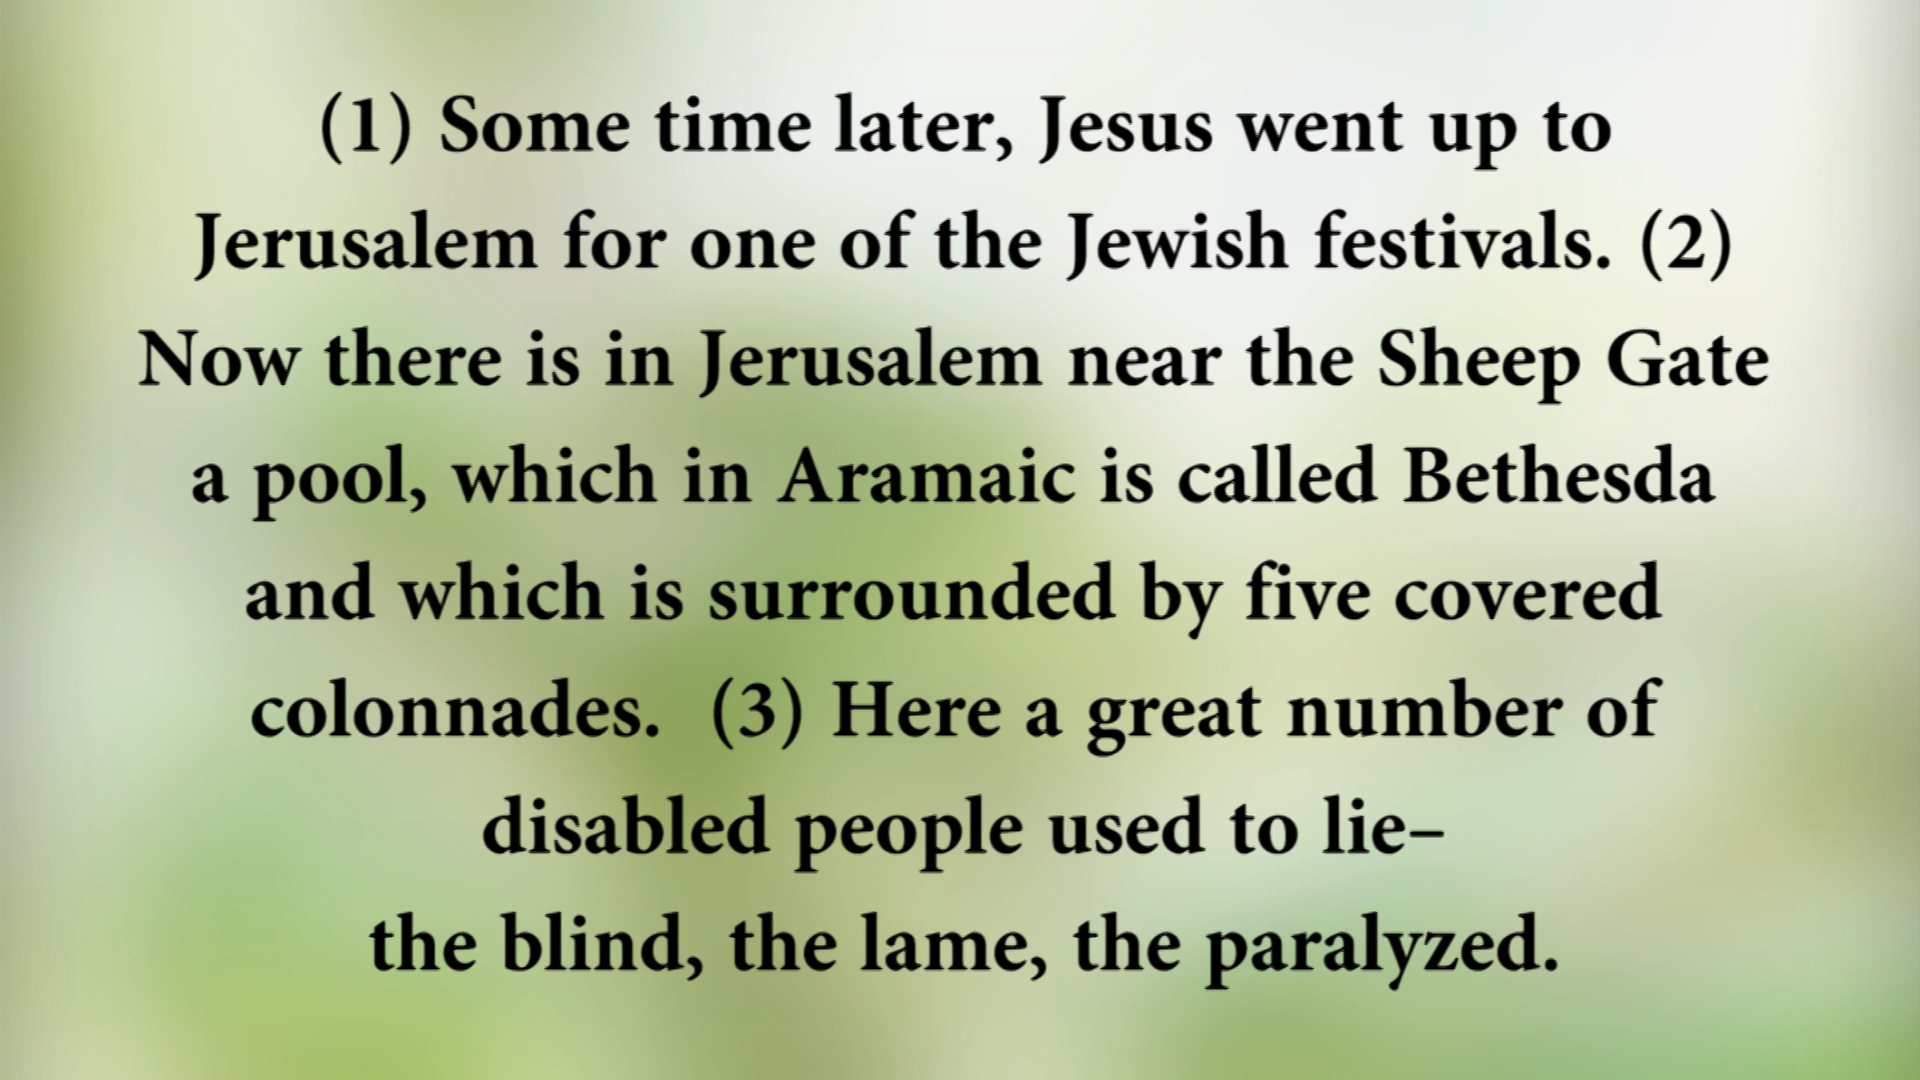 (1) Some time later, Jesus went up to
Jerusalem for one of the Jewish festivals. (2)
Now there is in Jerusalem near the Sheep Gate
a pool, which in Aramaic is called Bethesda
and which is surrounded by five covered
colonnades.  (3) Here a great number of
disabled people used to lie–
the blind, the lame, the paralyzed.